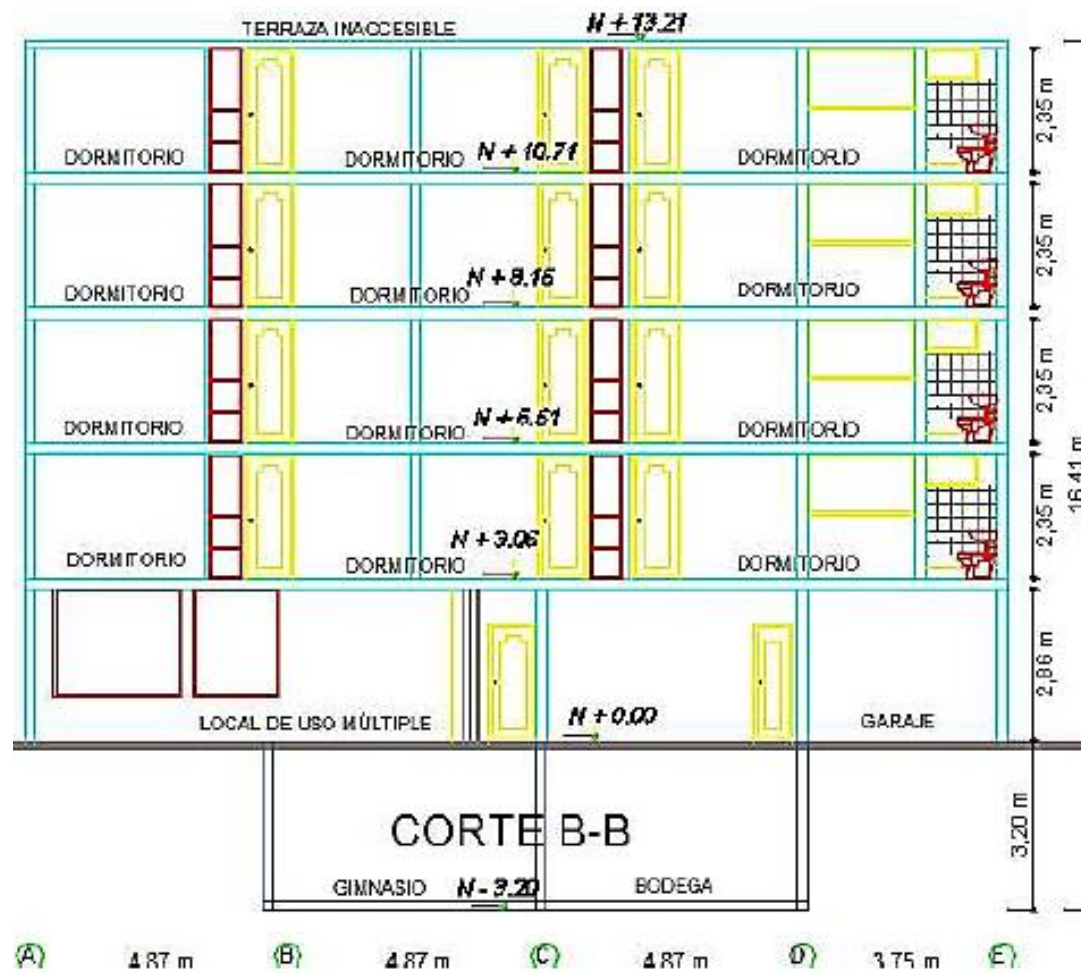 TERRAZA INACCESIBLE N + 13.21
DORMITORIO DORMITORIO N + 10.71 DORMITORIO 2,35 m
DORMITORIO DORMITORIO N + 8.16 DORMITORIO 2,35 m
DORMITORIO DORMITORIO N + 5.61 DORMITORIO 2,35 m
16,41 m
DORMITORIO DORMITORIO N + 3.06 DORMITORIO 2,35 m
LOCAL DE USO MÚLTIPLE N + 0.00 GARAJE 2,86 m
CORTE B-B
3,20 m
GIMNASIO N - 3.20 BODEGA
A 4.87 m B 4.87 m C 4.87 m D 3.75 m E